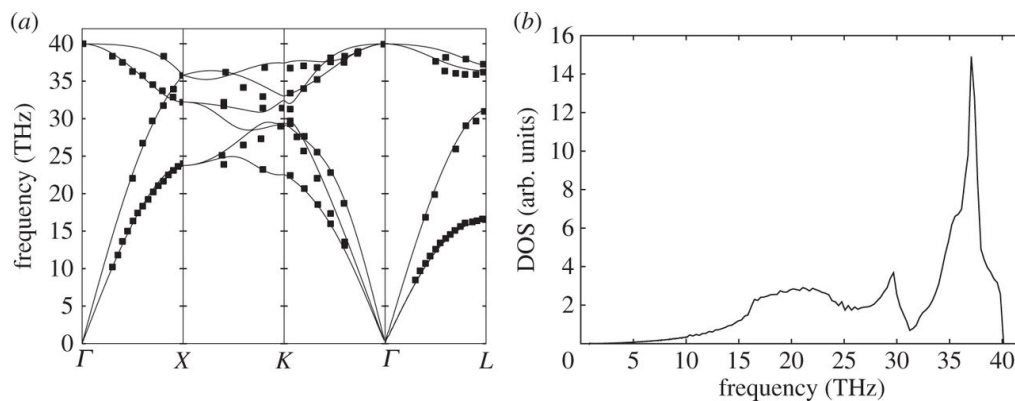 (a)
40
35
30
25
20
15
10
5
0
frequency (THz)
Γ X K Γ L
(b)
16
14
12
10
8
6
4
2
0 5 10 15 20 25 30 35 40
DOS (arb. units)
frequency (THz)